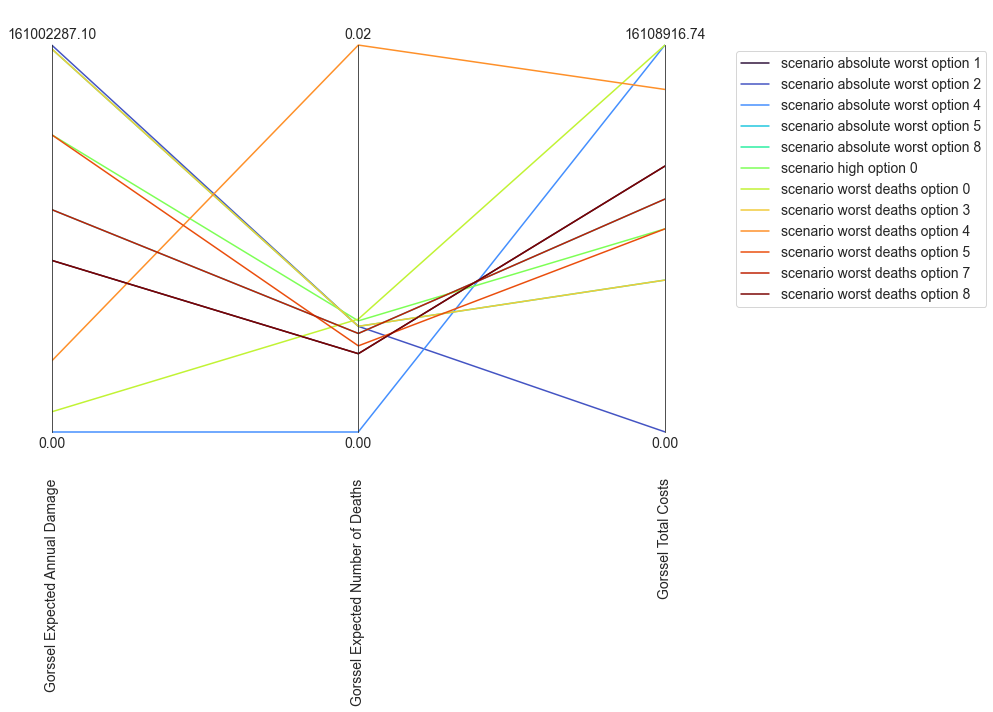 161002287.10
0.02
16108916.74
scenario absolute worst option 1
scenario absolute worst option 2
scenario absolute worst option 4
scenario absolute worst option 5
scenario absolute worst option 8
scenario high option 0
scenario worst deaths option 0
scenario worst deaths option 3
scenario worst deaths option 4
scenario worst deaths option 5
scenario worst deaths option 7
scenario worst deaths option 8
0.00
0.00
0.00
Gorssel Expected Annual Damage
Gorssel Expected Number of Deaths
Gorssel Total Costs